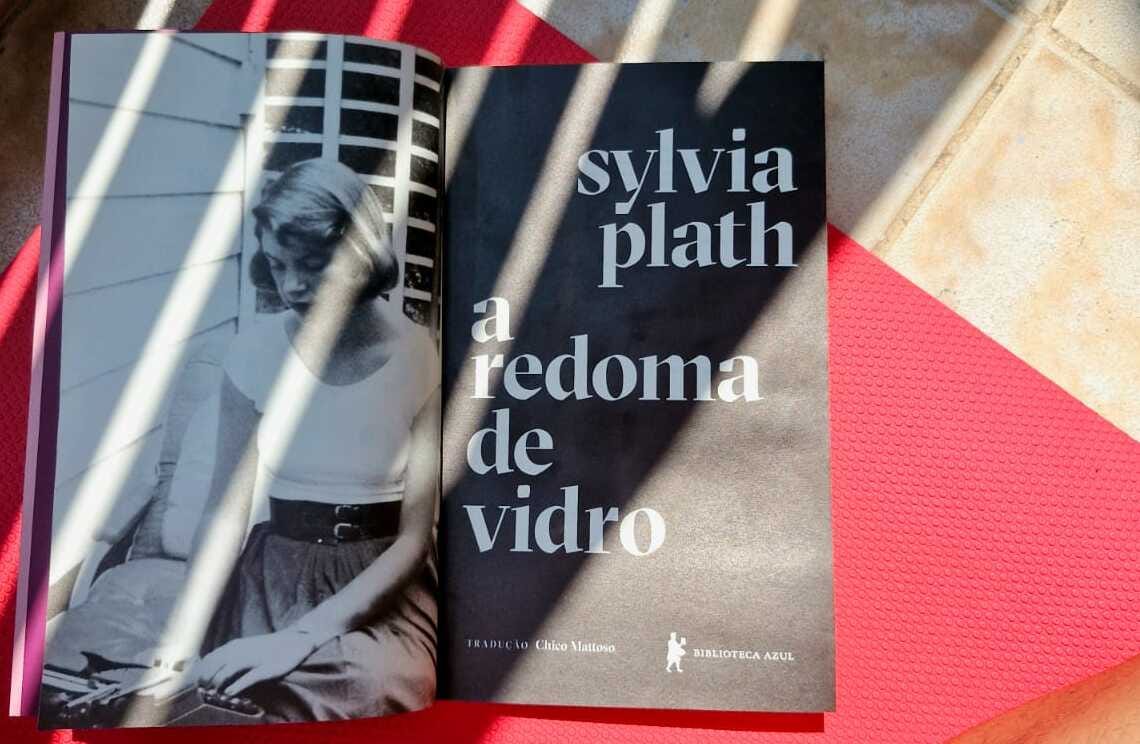 sylvia
plath
a
redoma
de
vidro
TRADUÇÃO Chico Mattoso
BIBLIOTECA AZUL